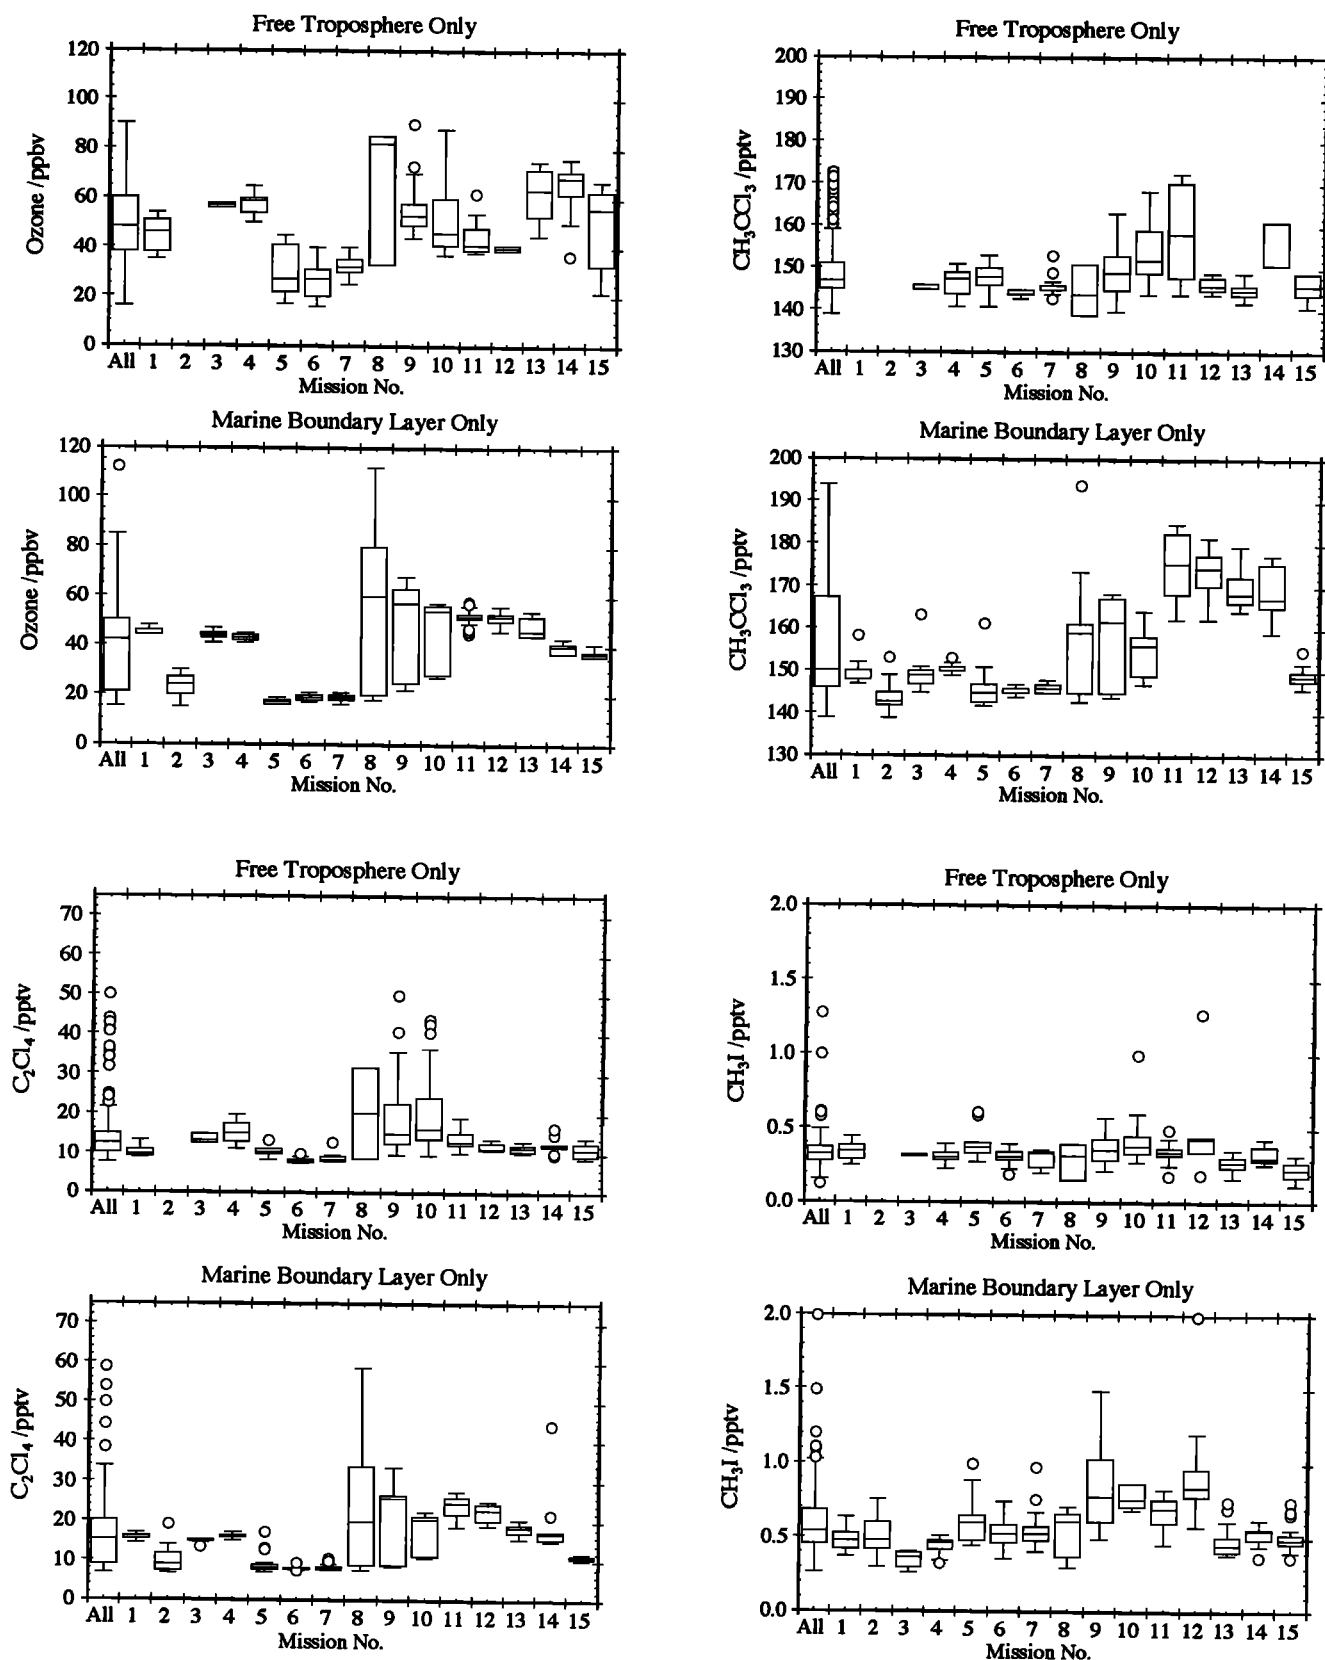 Free Troposphere Only
120
100
80
60
40
20
0
Ozone /ppbv
All 1 2 3 4 5 6 7 8 9 10 11 12 13 14 15
Mission No.
Free Troposphere Only
200
190
180
170
160
150
140
130
CH₃CCl₃ /pptv
All 1 2 3 4 5 6 7 8 9 10 11 12 13 14 15
Mission No.
Marine Boundary Layer Only
120
100
80
60
40
20
0
Ozone /ppbv
All 1 2 3 4 5 6 7 8 9 10 11 12 13 14 15
Mission No.
Marine Boundary Layer Only
200
190
180
170
160
150
140
130
CH₃CCl₃ /pptv
All 1 2 3 4 5 6 7 8 9 10 11 12 13 14 15
Mission No.
Free Troposphere Only
70
60
50
40
30
20
10
0
C₂Cl₄ /pptv
All 1 2 3 4 5 6 7 8 9 10 11 12 13 14 15
Mission No.
Free Troposphere Only
2.0
1.5
1.0
0.5
0.0
CH₃I /pptv
All 1 2 3 4 5 6 7 8 9 10 11 12 13 14 15
Mission No.
Marine Boundary Layer Only
70
60
50
40
30
20
10
0
C₂Cl₄ /pptv
All 1 2 3 4 5 6 7 8 9 10 11 12 13 14 15
Mission No.
Marine Boundary Layer Only
2.0
1.5
1.0
0.5
0.0
CH₃I /pptv
All 1 2 3 4 5 6 7 8 9 10 11 12 13 14 15
Mission No.